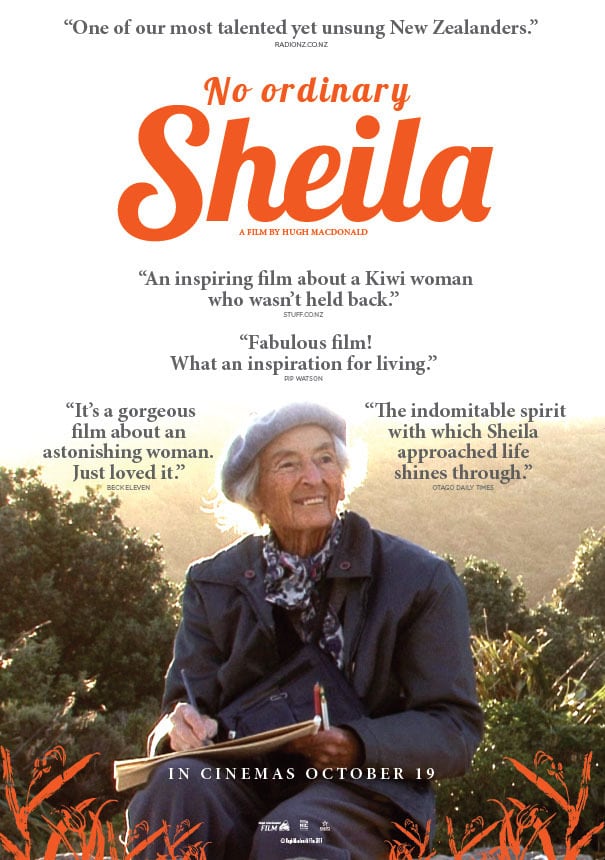 “One of our most talented yet unsung New Zealanders.”
RADIONZ.CO.NZ
No ordinary
Sheila
A FILM BY HUGH MACDONALD
“An inspiring film about a Kiwi woman
who wasn’t held back.”
STUFF.CO.NZ
“Fabulous film!
What an inspiration for living.”
PIP WATSON
“It’s a gorgeous
film about an
astonishing woman.
Just loved it.”
BECK ELEVEN
“The indomitable spirit
with which Sheila
approached life
shines through.”
OTAGO DAILY TIMES
IN CINEMAS OCTOBER 19
FILM